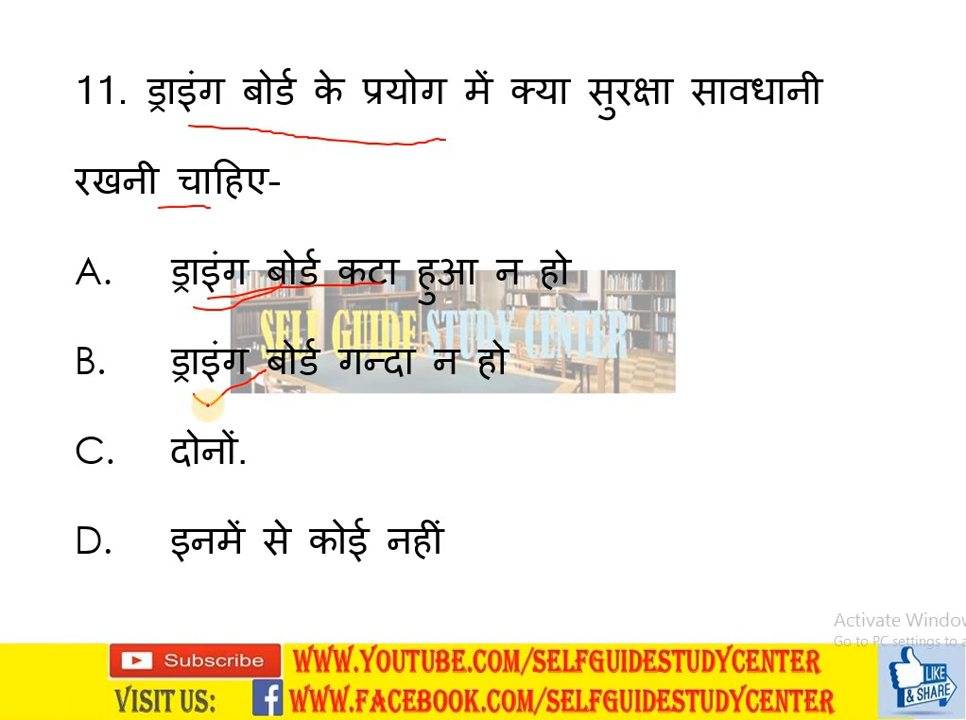 11. ड्राइंग बोर्ड के प्रयोग में क्या सुरक्षा सावधानी
रखनी चाहिए-
A. ड्राइंग बोर्ड कटा हुआ न हो
SELF GUIDE STUDY CENTER
B. ड्राइंग बोर्ड गन्दा न हो
C. दोनों.
D. इनमें से कोई नहीं
Activate Window
Go to PC settings to a
Subscribe WWW.YOUTUBE.COM/SELFGUIDESTUDYCENTER
VISIT US: f WWW.FACEBOOK.COM/SELFGUIDESTUDYCENTER
LIKE
& SHARE